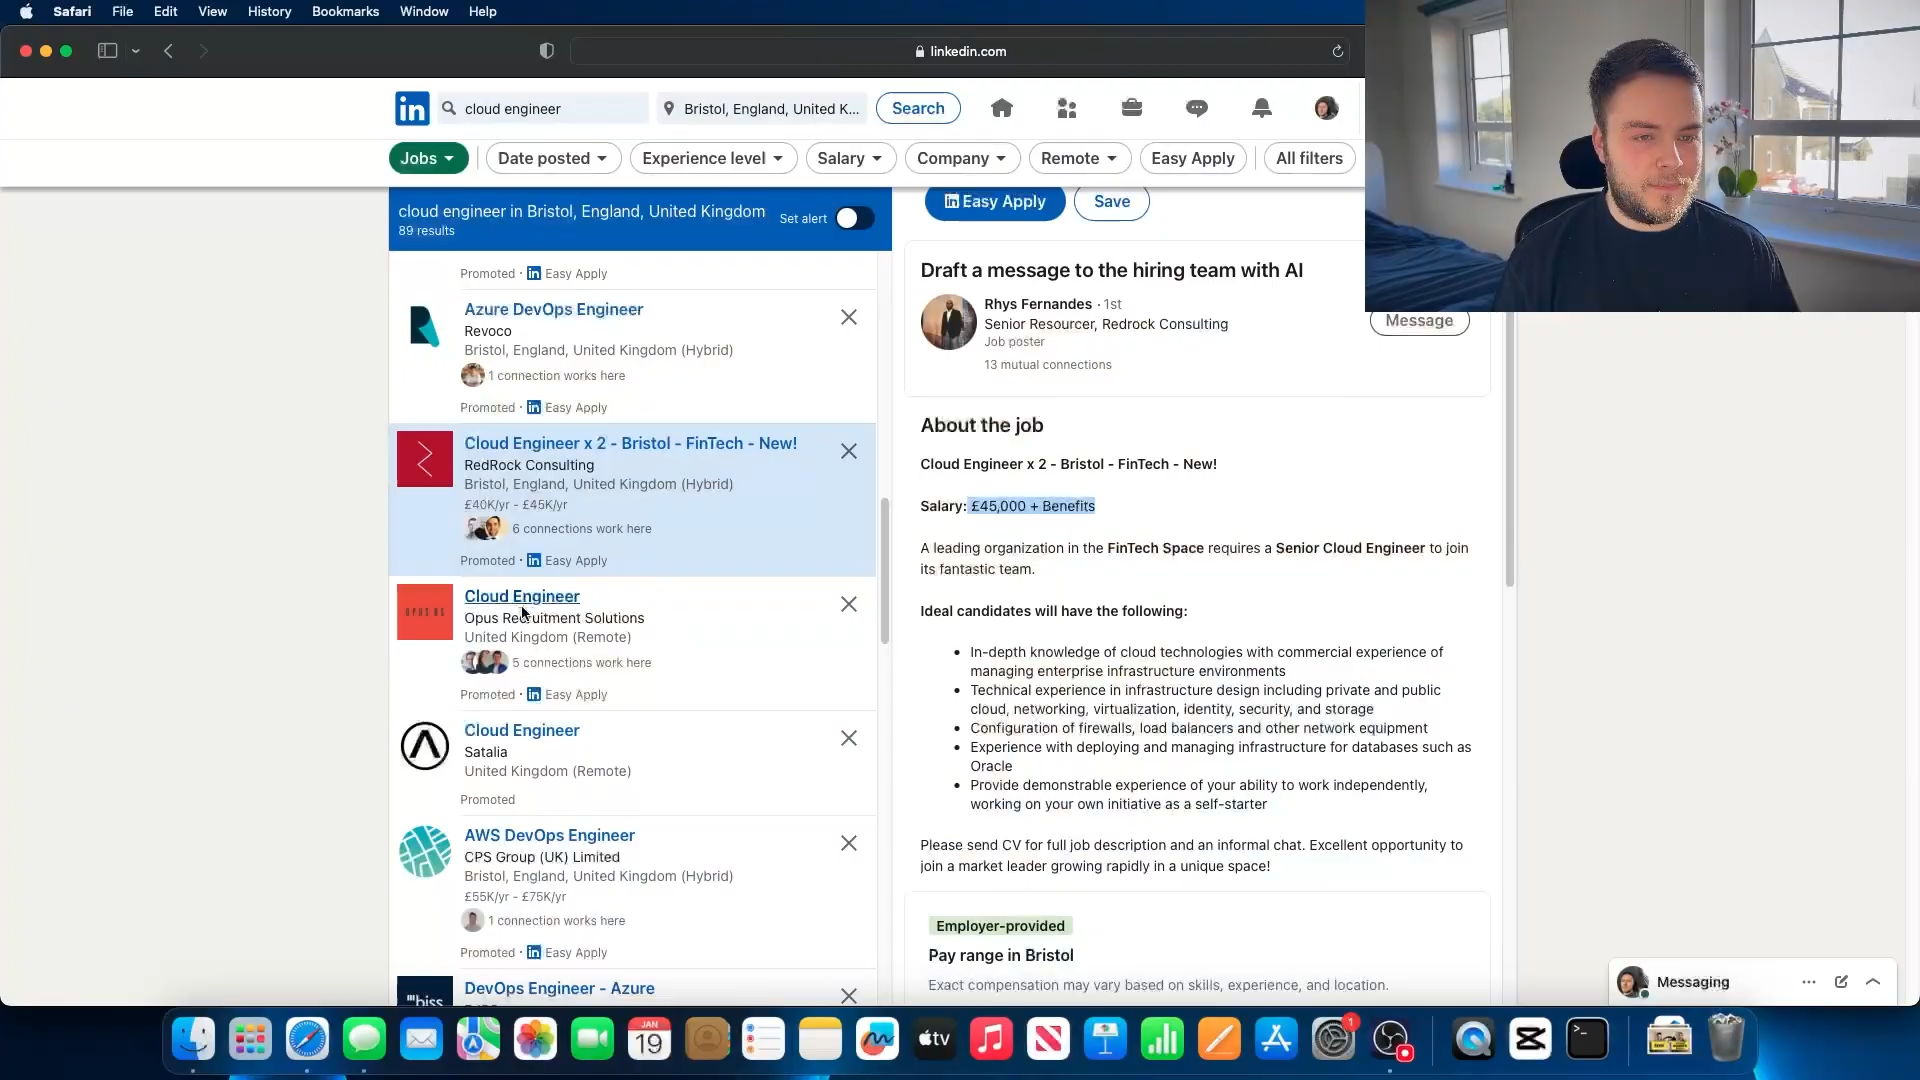 Safari File Edit View History Bookmarks Window Help
linkedin.com
in cloud engineer Bristol, England, United K... Search
Jobs Date posted Experience level Salary Company Remote Easy Apply All filters
cloud engineer in Bristol, England, United Kingdom
89 results
Set alert
Promoted · in Easy Apply
Azure DevOps Engineer
Revoco
Bristol, England, United Kingdom (Hybrid)
1 connection works here
Promoted · in Easy Apply
Cloud Engineer x 2 - Bristol - FinTech - New!
RedRock Consulting
Bristol, England, United Kingdom (Hybrid)
£40K/yr - £45K/yr
6 connections work here
Promoted · in Easy Apply
Cloud Engineer
Opus Recruitment Solutions
United Kingdom (Remote)
5 connections work here
Promoted · in Easy Apply
Cloud Engineer
Satalia
United Kingdom (Remote)
Promoted
AWS DevOps Engineer
CPS Group (UK) Limited
Bristol, England, United Kingdom (Hybrid)
£55K/yr - £75K/yr
1 connection works here
Promoted · in Easy Apply
biss
DevOps Engineer - Azure
in Easy Apply Save
Draft a message to the hiring team with AI
Rhys Fernandes · 1st
Senior Resourcer, Redrock Consulting
Job poster
13 mutual connections
Message
About the job
Cloud Engineer x 2 - Bristol - FinTech - New!
Salary: £45,000 + Benefits
A leading organization in the FinTech Space requires a Senior Cloud Engineer to join
its fantastic team.
Ideal candidates will have the following:
• In-depth knowledge of cloud technologies with commercial experience of
managing enterprise infrastructure environments
• Technical experience in infrastructure design including private and public
cloud, networking, virtualization, identity, security, and storage
• Configuration of firewalls, load balancers and other network equipment
• Experience with deploying and managing infrastructure for databases such as
Oracle
• Provide demonstrable experience of your ability to work independently,
working on your own initiative as a self-starter
Please send CV for full job description and an informal chat. Excellent opportunity to
join a market leader growing rapidly in a unique space!
Employer-provided
Pay range in Bristol
Exact compensation may vary based on skills, experience, and location.
Messaging
JAN
19
tv
1